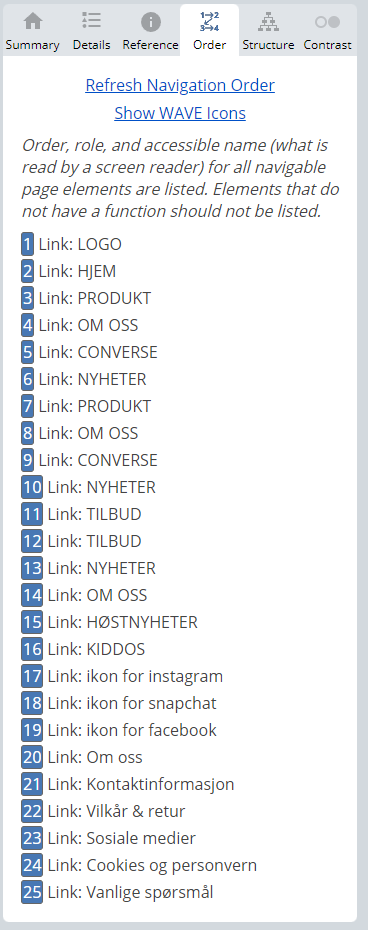 Summary Details Reference Order Structure Contrast
Refresh Navigation Order
Show WAVE Icons
Order, role, and accessible name (what is
read by a screen reader) for all navigable
page elements are listed. Elements that do
not have a function should not be listed.
1 Link: LOGO
2 Link: HJEM
3 Link: PRODUKT
4 Link: OM OSS
5 Link: CONVERSE
6 Link: NYHETER
7 Link: PRODUKT
8 Link: OM OSS
9 Link: CONVERSE
10 Link: NYHETER
11 Link: TILBUD
12 Link: TILBUD
13 Link: NYHETER
14 Link: OM OSS
15 Link: HØSTNYHETER
16 Link: KIDDOS
17 Link: ikon for instagram
18 Link: ikon for snapchat
19 Link: ikon for facebook
20 Link: Om oss
21 Link: Kontaktinformasjon
22 Link: Vilkår & retur
23 Link: Sosiale medier
24 Link: Cookies og personvern
25 Link: Vanlige spørsmål